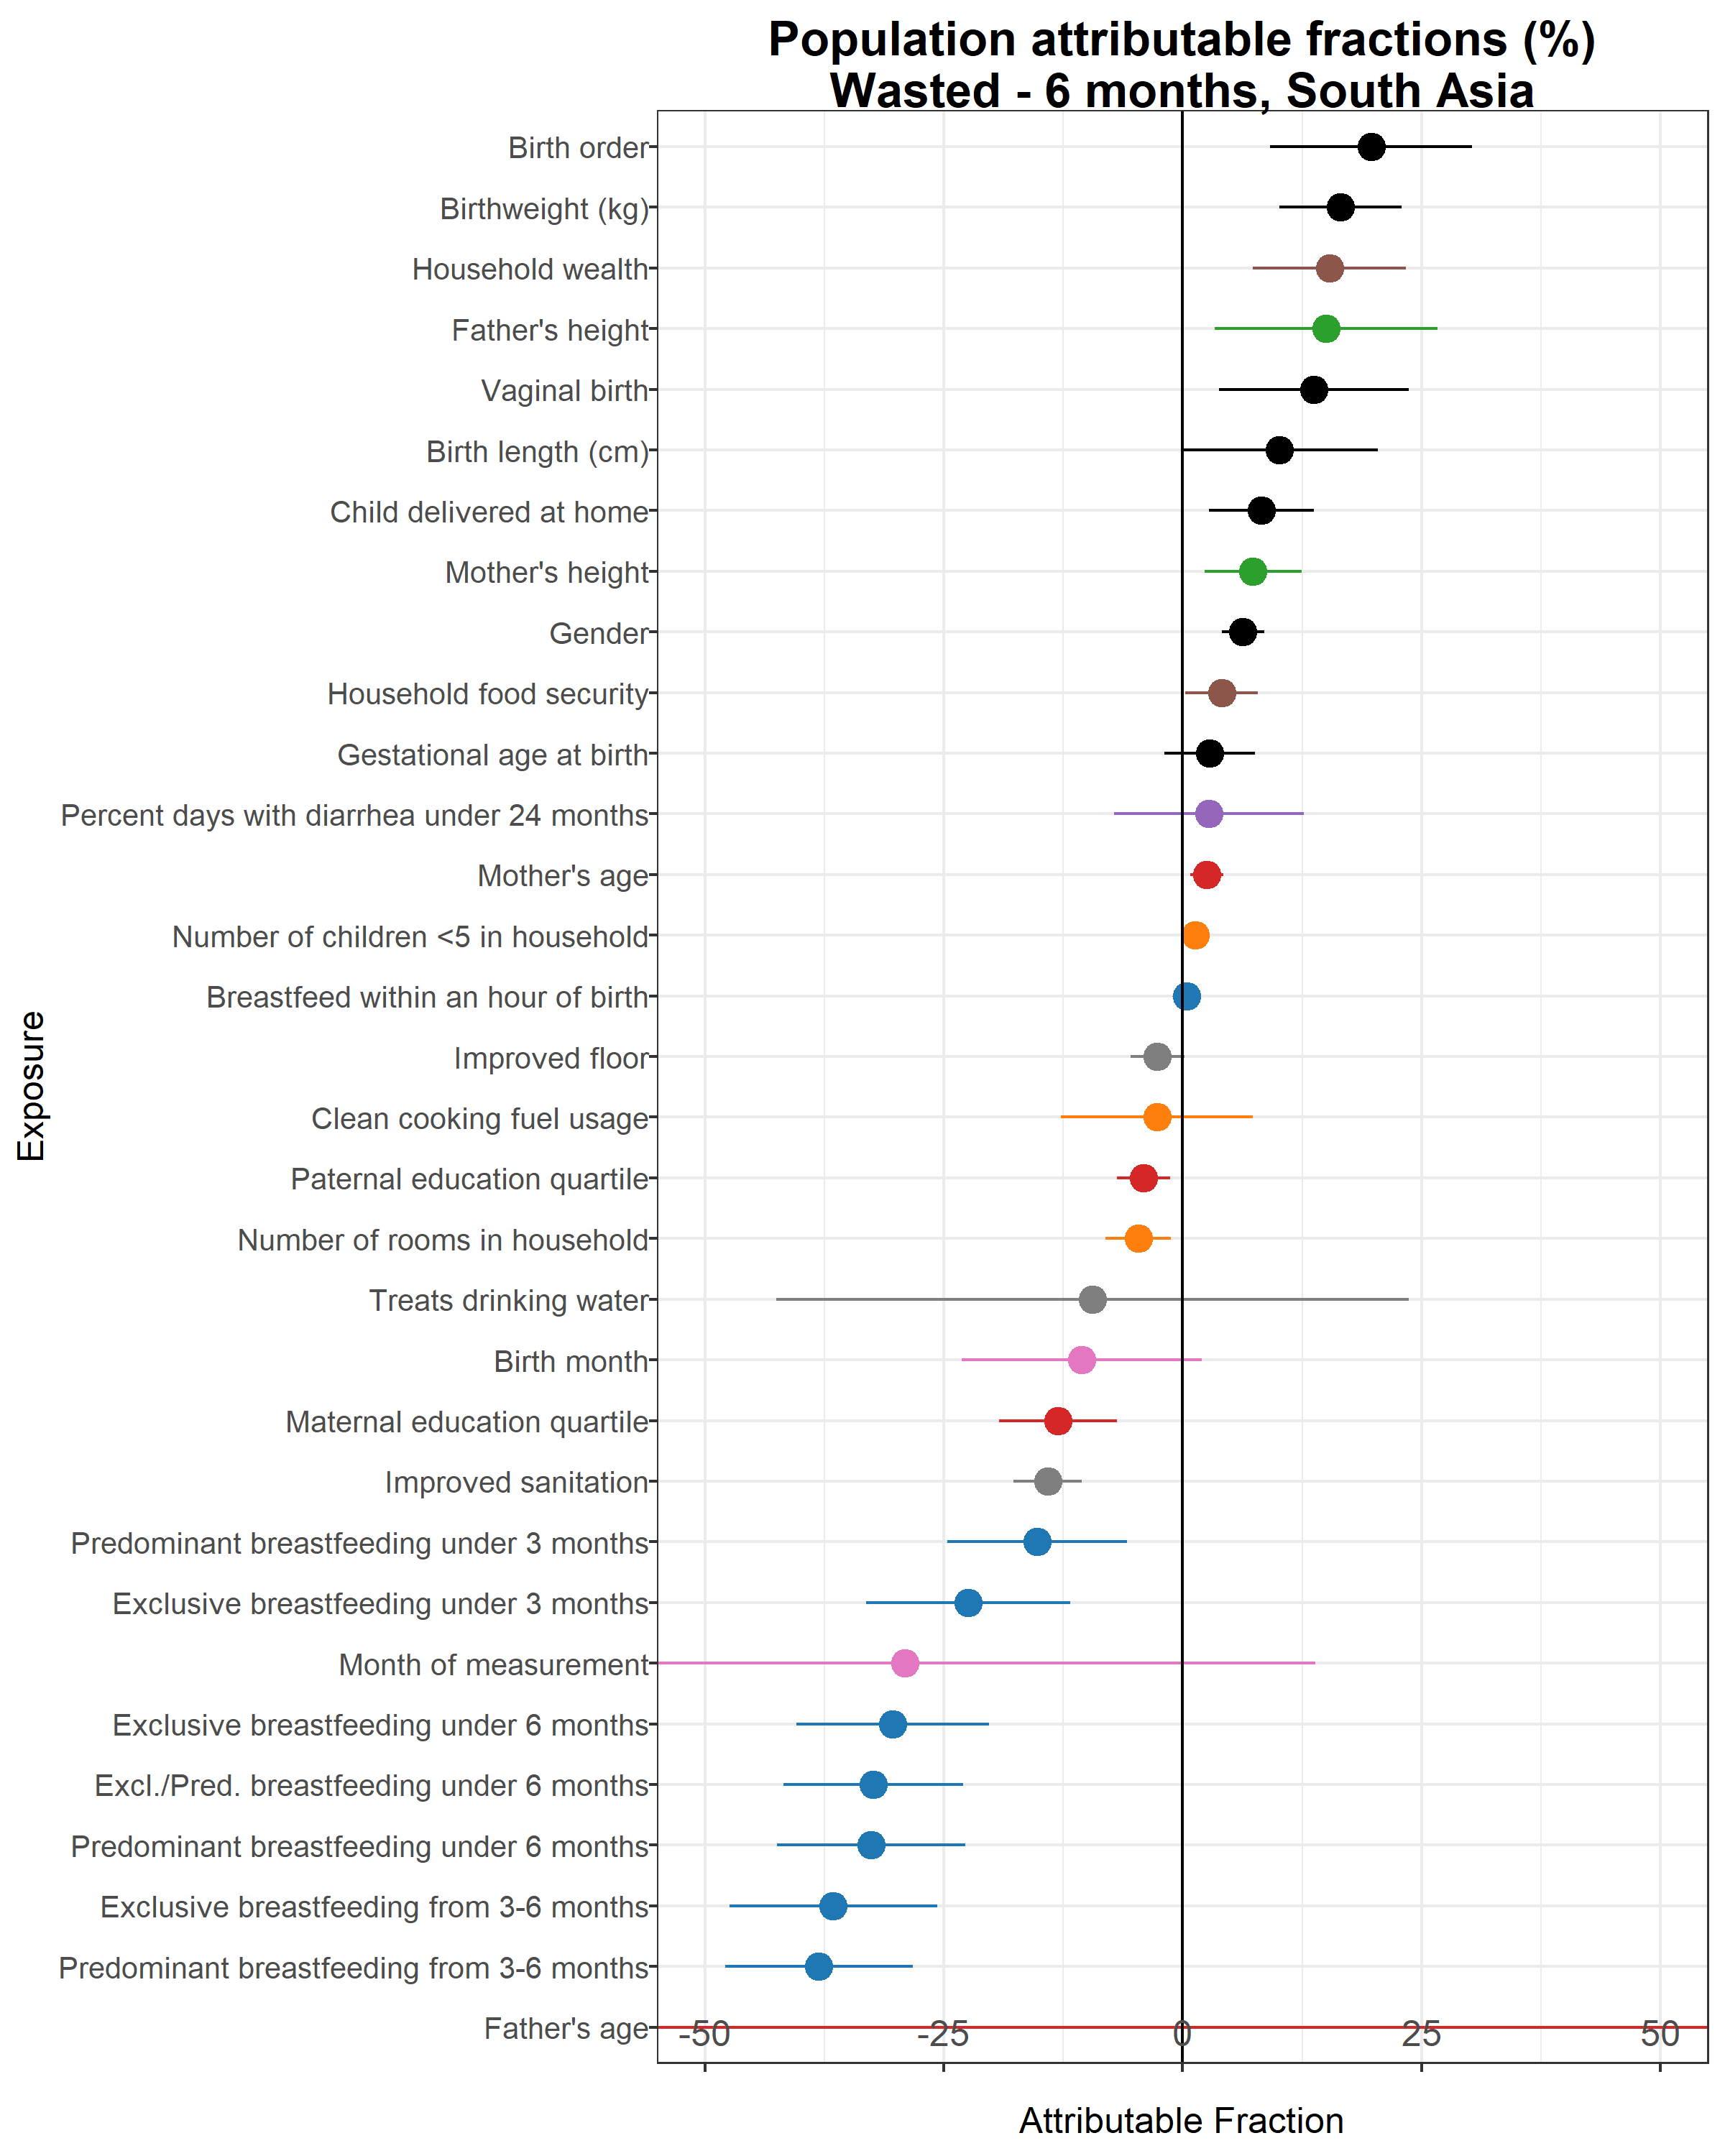 Population attributable fractions (%)
Wasted - 6 months, South Asia
Birth order
Birthweight (kg)
Household wealth
Father's height
Vaginal birth
Birth length (cm)
Child delivered at home
Mother's height
Gender
Household food security
Gestational age at birth
Percent days with diarrhea under 24 months
Mother's age
Number of children <5 in household
Breastfeed within an hour of birth
Improved floor
Clean cooking fuel usage
Paternal education quartile
Number of rooms in household
Treats drinking water
Birth month
Maternal education quartile
Improved sanitation
Predominant breastfeeding under 3 months
Exclusive breastfeeding under 3 months
Month of measurement
Exclusive breastfeeding under 6 months
Excl./Pred. breastfeeding under 6 months
Predominant breastfeeding under 6 months
Exclusive breastfeeding from 3-6 months
Predominant breastfeeding from 3-6 months
Father's age
Exposure
-50 -25 0 25 50
Attributable Fraction